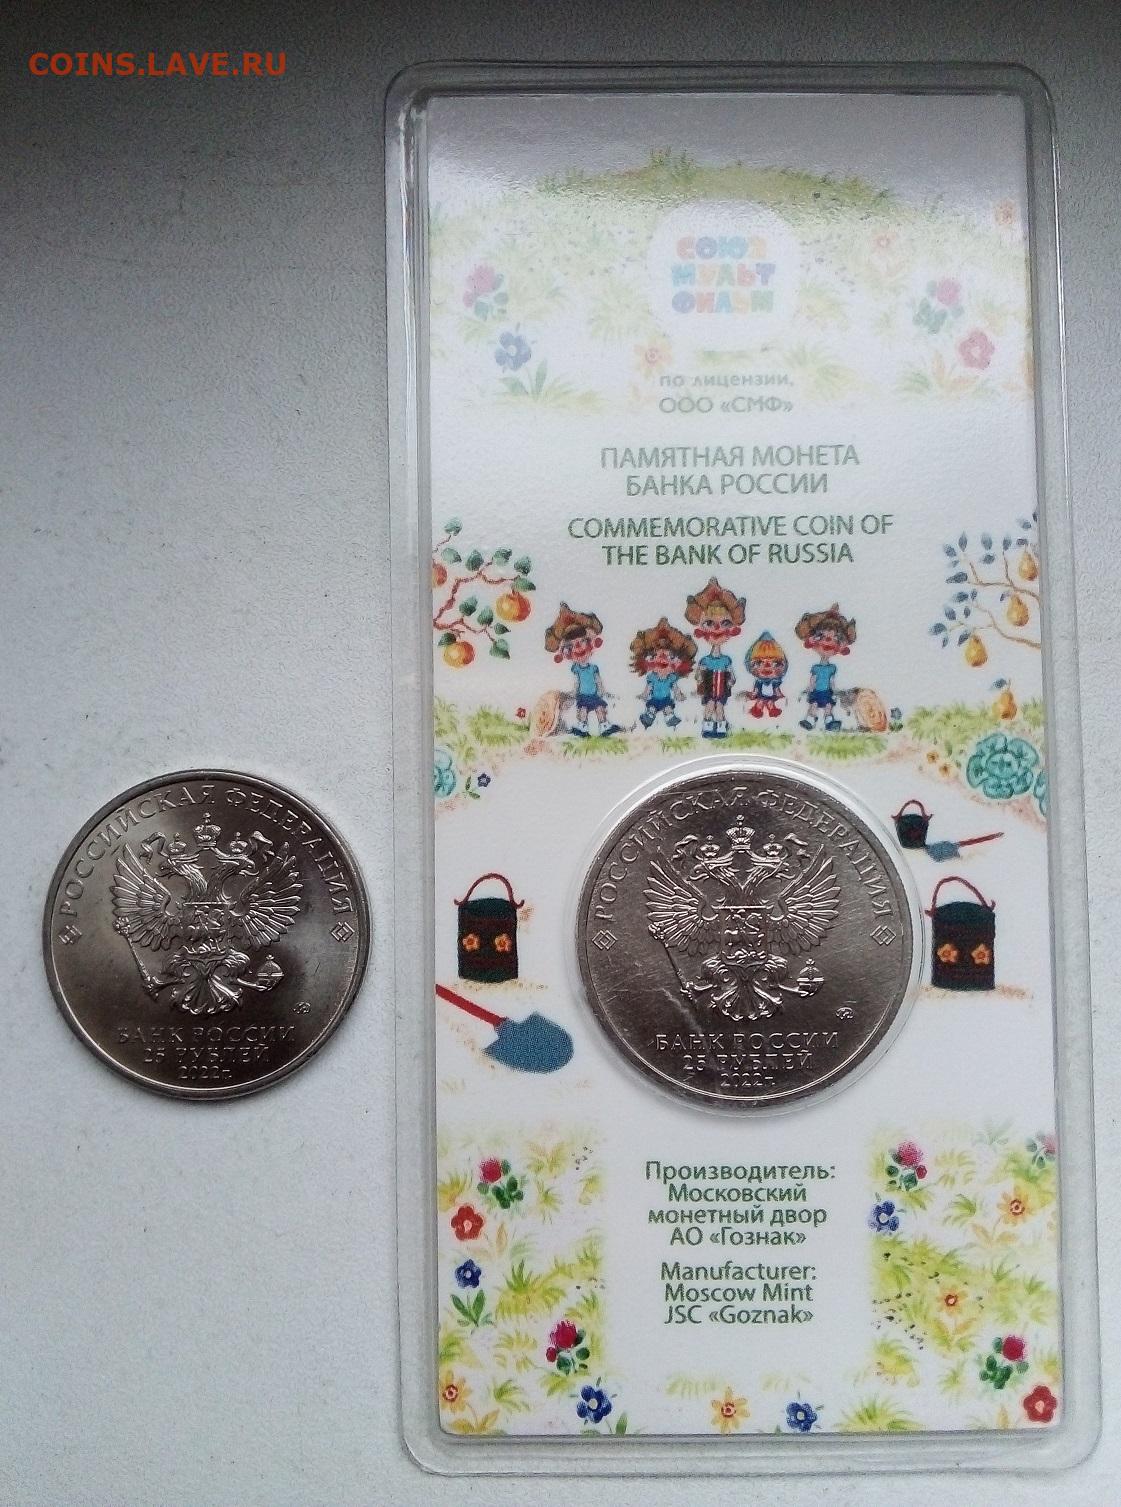 COINS.LAVE.RU
СОЮЗ
МУЛЬТ
ФИЛЬМ
по лицензии,
ООО «СМФ»
ПАМЯТНАЯ МОНЕТА
БАНКА РОССИИ
COMMEMORATIVE COIN OF
THE BANK OF RUSSIA
РОССИЙСКАЯ ФЕДЕРАЦИЯ
БАНК РОССИИ
25 РУБЛЕЙ
2022г.
РОССИЙСКАЯ ФЕДЕРАЦИЯ
БАНК РОССИИ
25 РУБЛЕЙ
2022г.
Производитель:
Московский
монетный двор
АО «Гознак»
Manufacturer:
Moscow Mint
JSC «Goznak»